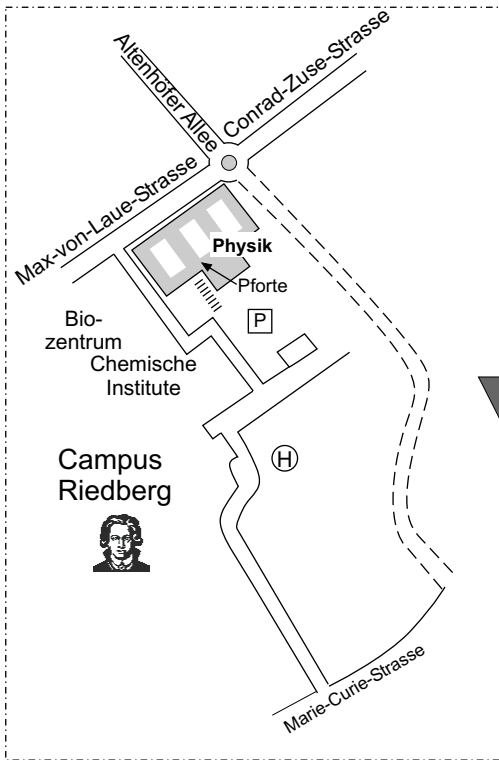 Altenhöfer Allee
Conrad-Zuse-Strasse
Max-von-Laue-Strasse
Physik
Pforte
P
Bio-
zentrum
Chemische
Institute
H
Campus
Riedberg
Marie-Curie-Strasse